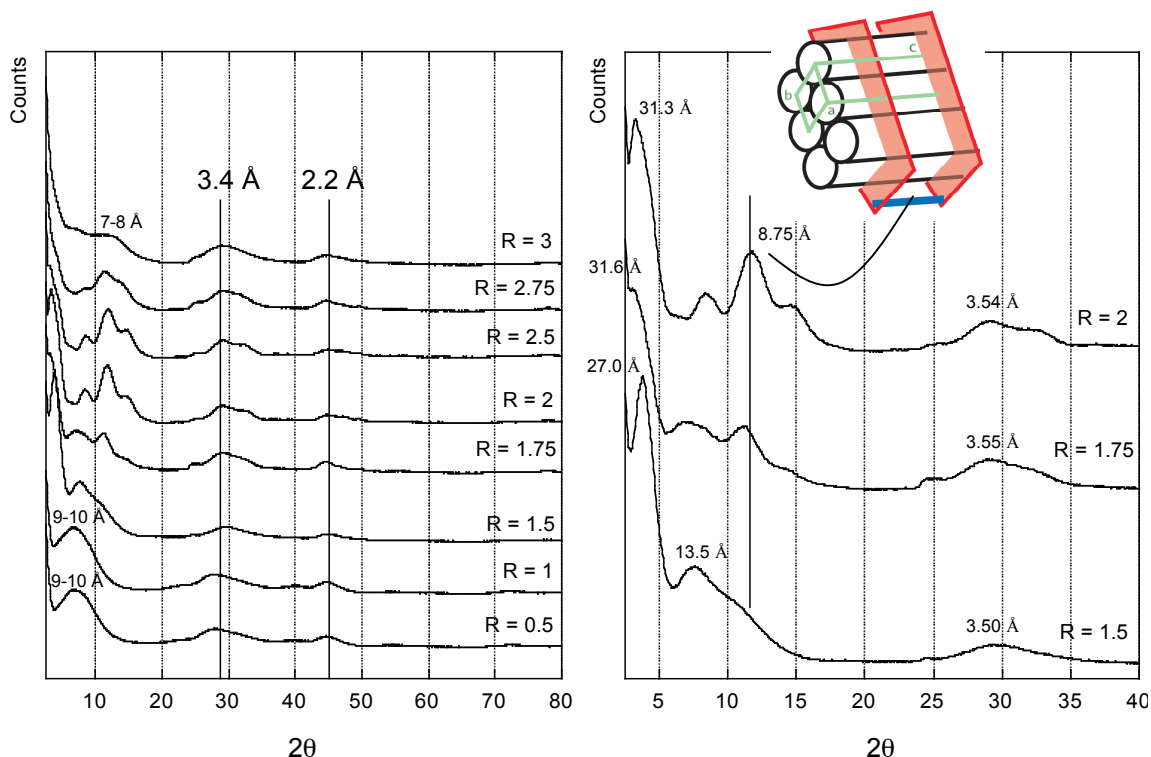 Counts
3.4 Å
2.2 Å
7-8 Å
R = 3
R = 2.75
R = 2.5
R = 2
R = 1.75
R = 1.5
9-10 Å
R = 1
9-10 Å
R = 0.5
10 20 30 40 50 60 70 80
2θ
Counts
c
b
a
31.3 Å
8.75 Å
31.6 Å
3.54 Å
R = 2
27.0 Å
3.55 Å
R = 1.75
13.5 Å
3.50 Å
R = 1.5
5 10 15 20 25 30 35 40
2θ